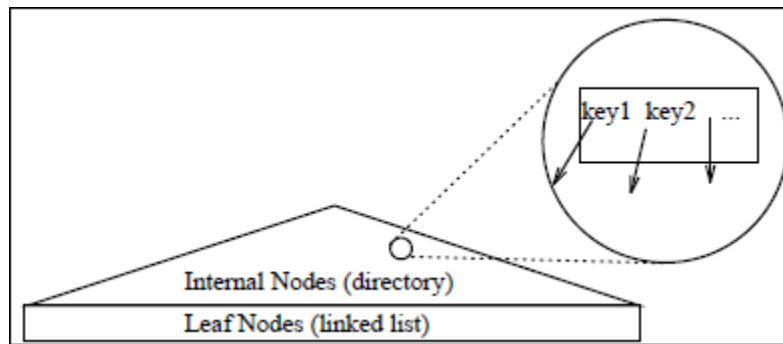 key1 key2 ...
Internal Nodes (directory)
Leaf Nodes (linked list)